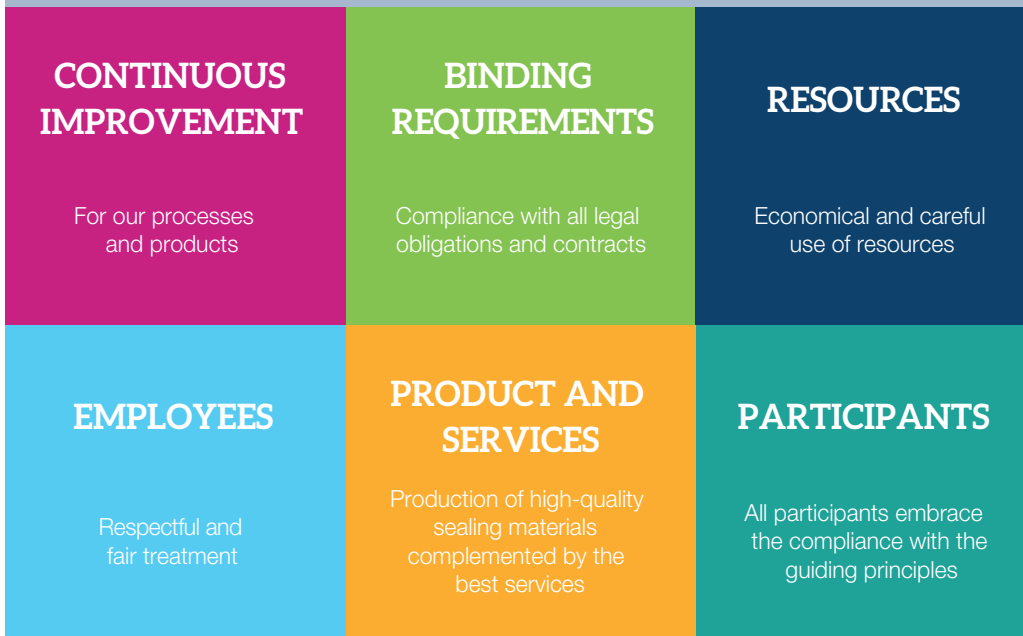 CONTINUOUS
IMPROVEMENT
For our processes
and products
BINDING
REQUIREMENTS
Compliance with all legal
obligations and contracts
RESOURCES
Economical and careful
use of resources
EMPLOYEES
Respectful and
fair treatment
PRODUCT AND
SERVICES
Production of high-quality
sealing materials
complemented by the
best services
PARTICIPANTS
All participants embrace
the compliance with the
guiding principles